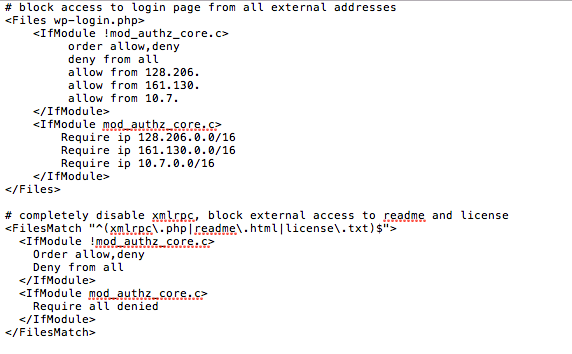 # block access to login page from all external addresses
<Files wp-login.php>
    <IfModule !mod_authz_core.c>
         order allow,deny
         deny from all
         allow from 128.206.
         allow from 161.130.
         allow from 10.7.
    </IfModule>
    <IfModule mod_authz_core.c>
        Require ip 128.206.0.0/16
        Require ip 161.130.0.0/16
        Require ip 10.7.0.0/16
    </IfModule>
</Files>

# completely disable xmlrpc, block external access to readme and license
<FilesMatch "^(xmlrpc\.php|readme\.html|license\.txt)$">
  <IfModule !mod_authz_core.c>
    Order allow,deny
    Deny from all
  </IfModule>
  <IfModule mod_authz_core.c>
    Require all denied
  </IfModule>
</FilesMatch>